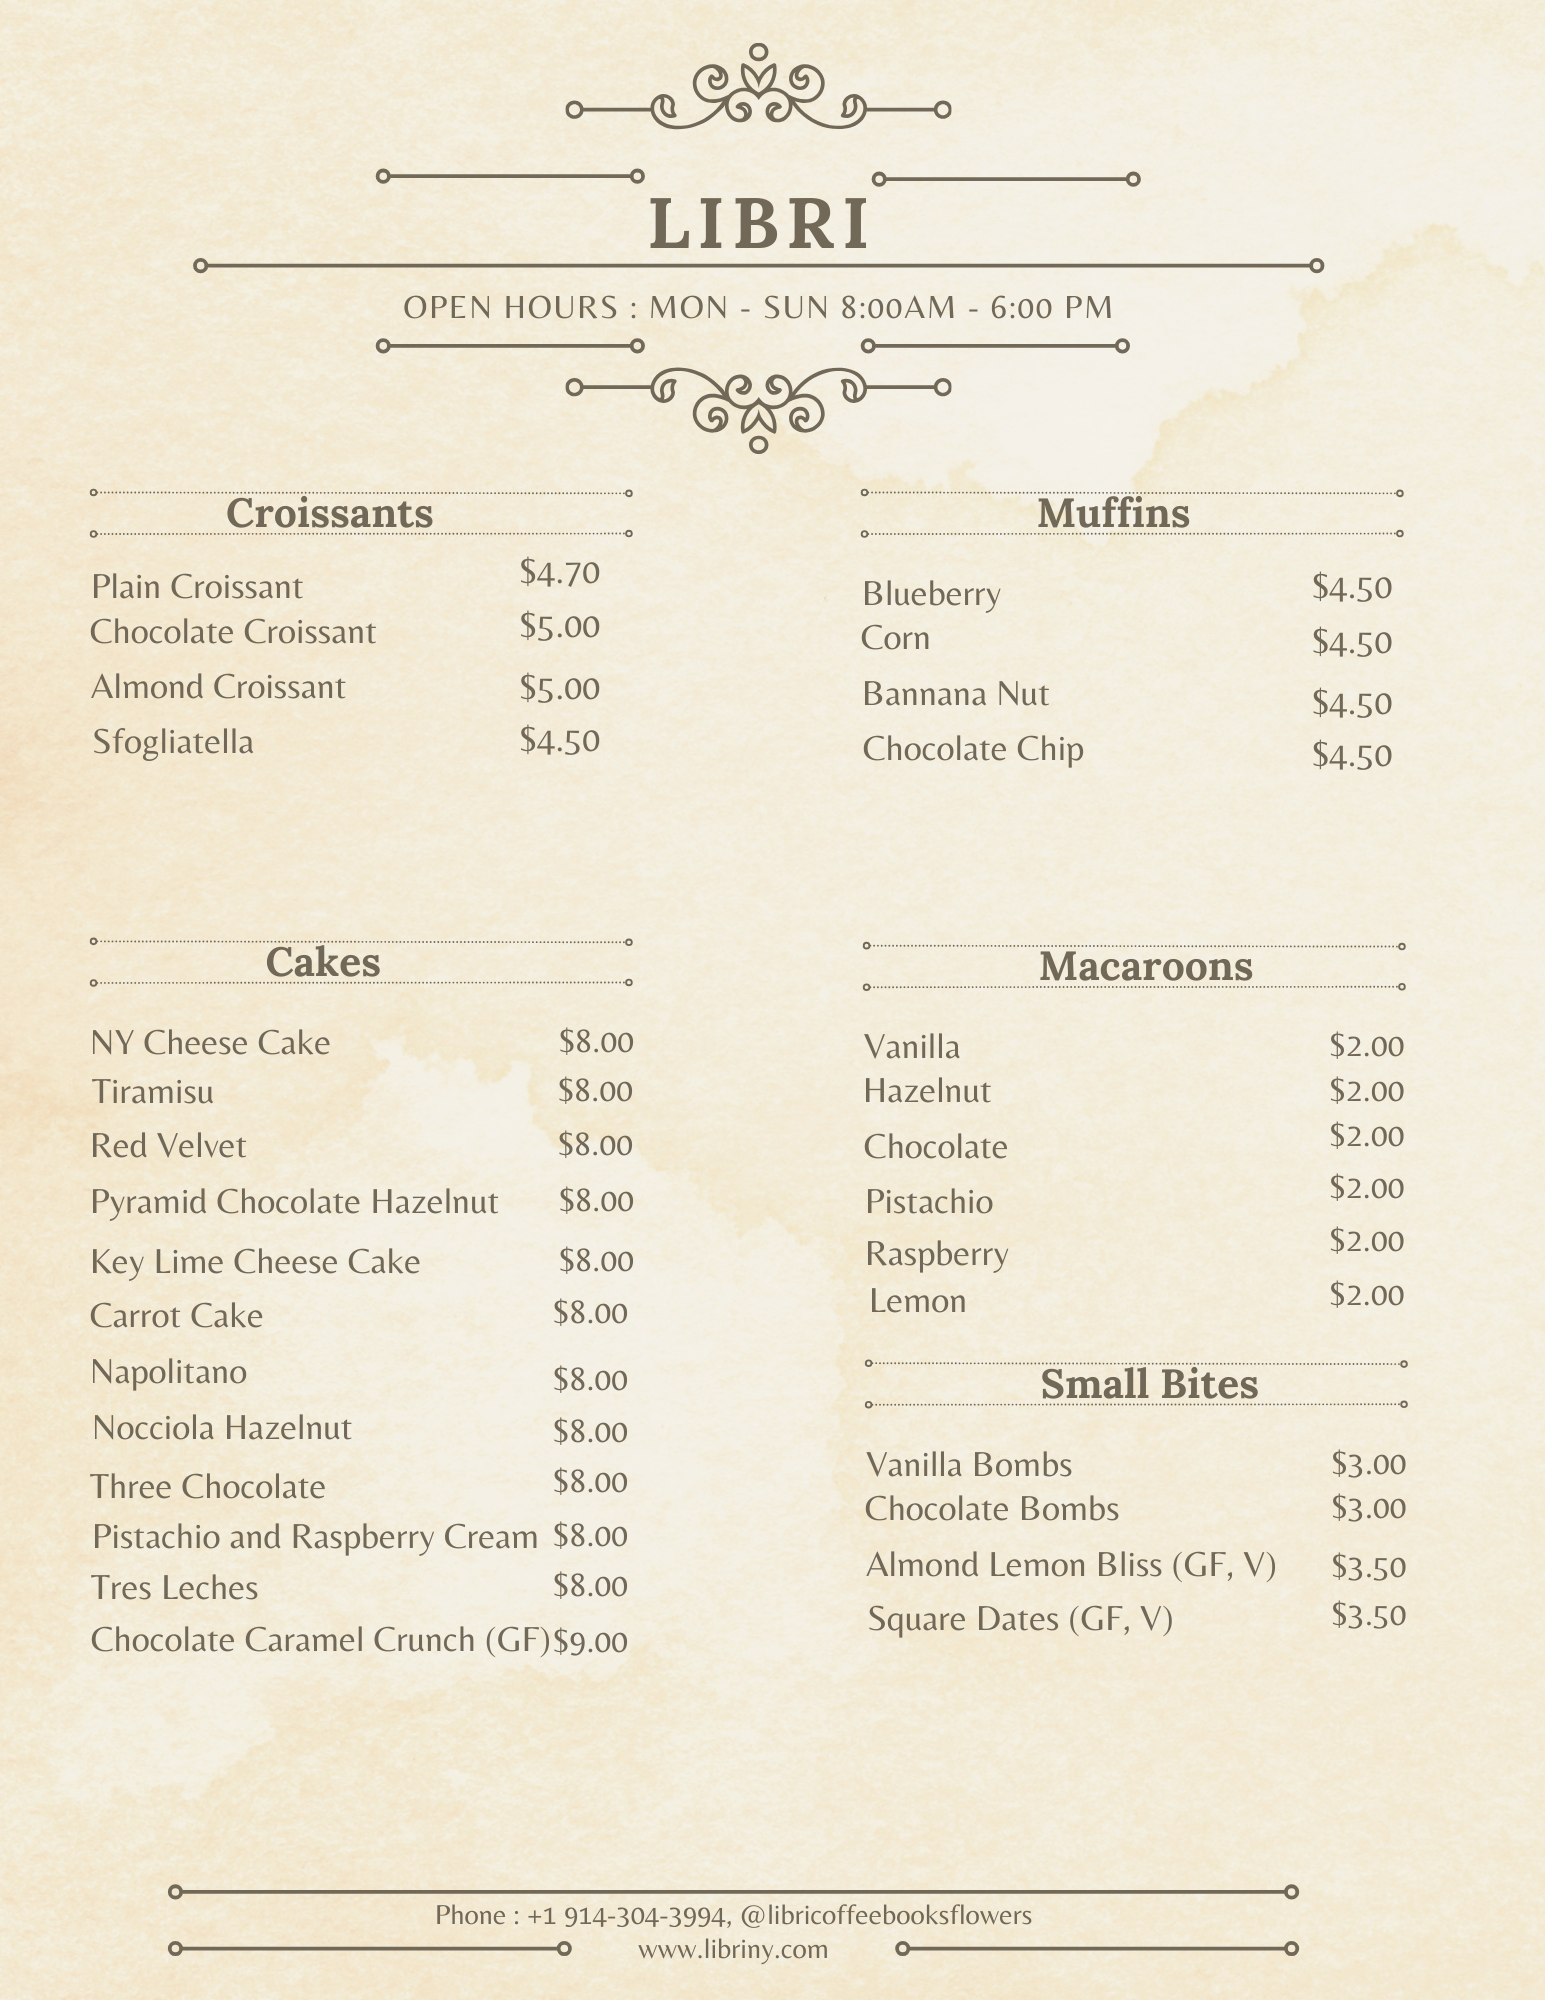 LIBRI
OPEN HOURS : MON - SUN 8:00AM - 6:00 PM
Croissants
Plain Croissant $4.70
Chocolate Croissant $5.00
Almond Croissant $5.00
Sfogliatella $4.50
Muffins
Blueberry $4.50
Corn $4.50
Bannana Nut $4.50
Chocolate Chip $4.50
Cakes
NY Cheese Cake $8.00
Tiramisu $8.00
Red Velvet $8.00
Pyramid Chocolate Hazelnut $8.00
Key Lime Cheese Cake $8.00
Carrot Cake $8.00
Napolitano $8.00
Nocciola Hazelnut $8.00
Three Chocolate $8.00
Pistachio and Raspberry Cream $8.00
Tres Leches $8.00
Chocolate Caramel Crunch (GF) $9.00
Macaroons
Vanilla $2.00
Hazelnut $2.00
Chocolate $2.00
Pistachio $2.00
Raspberry $2.00
Lemon $2.00
Small Bites
Vanilla Bombs $3.00
Chocolate Bombs $3.00
Almond Lemon Bliss (GF, V) $3.50
Square Dates (GF, V) $3.50
Phone : +1 914-304-3994, @libricoffeebooksflowers
www.libriny.com